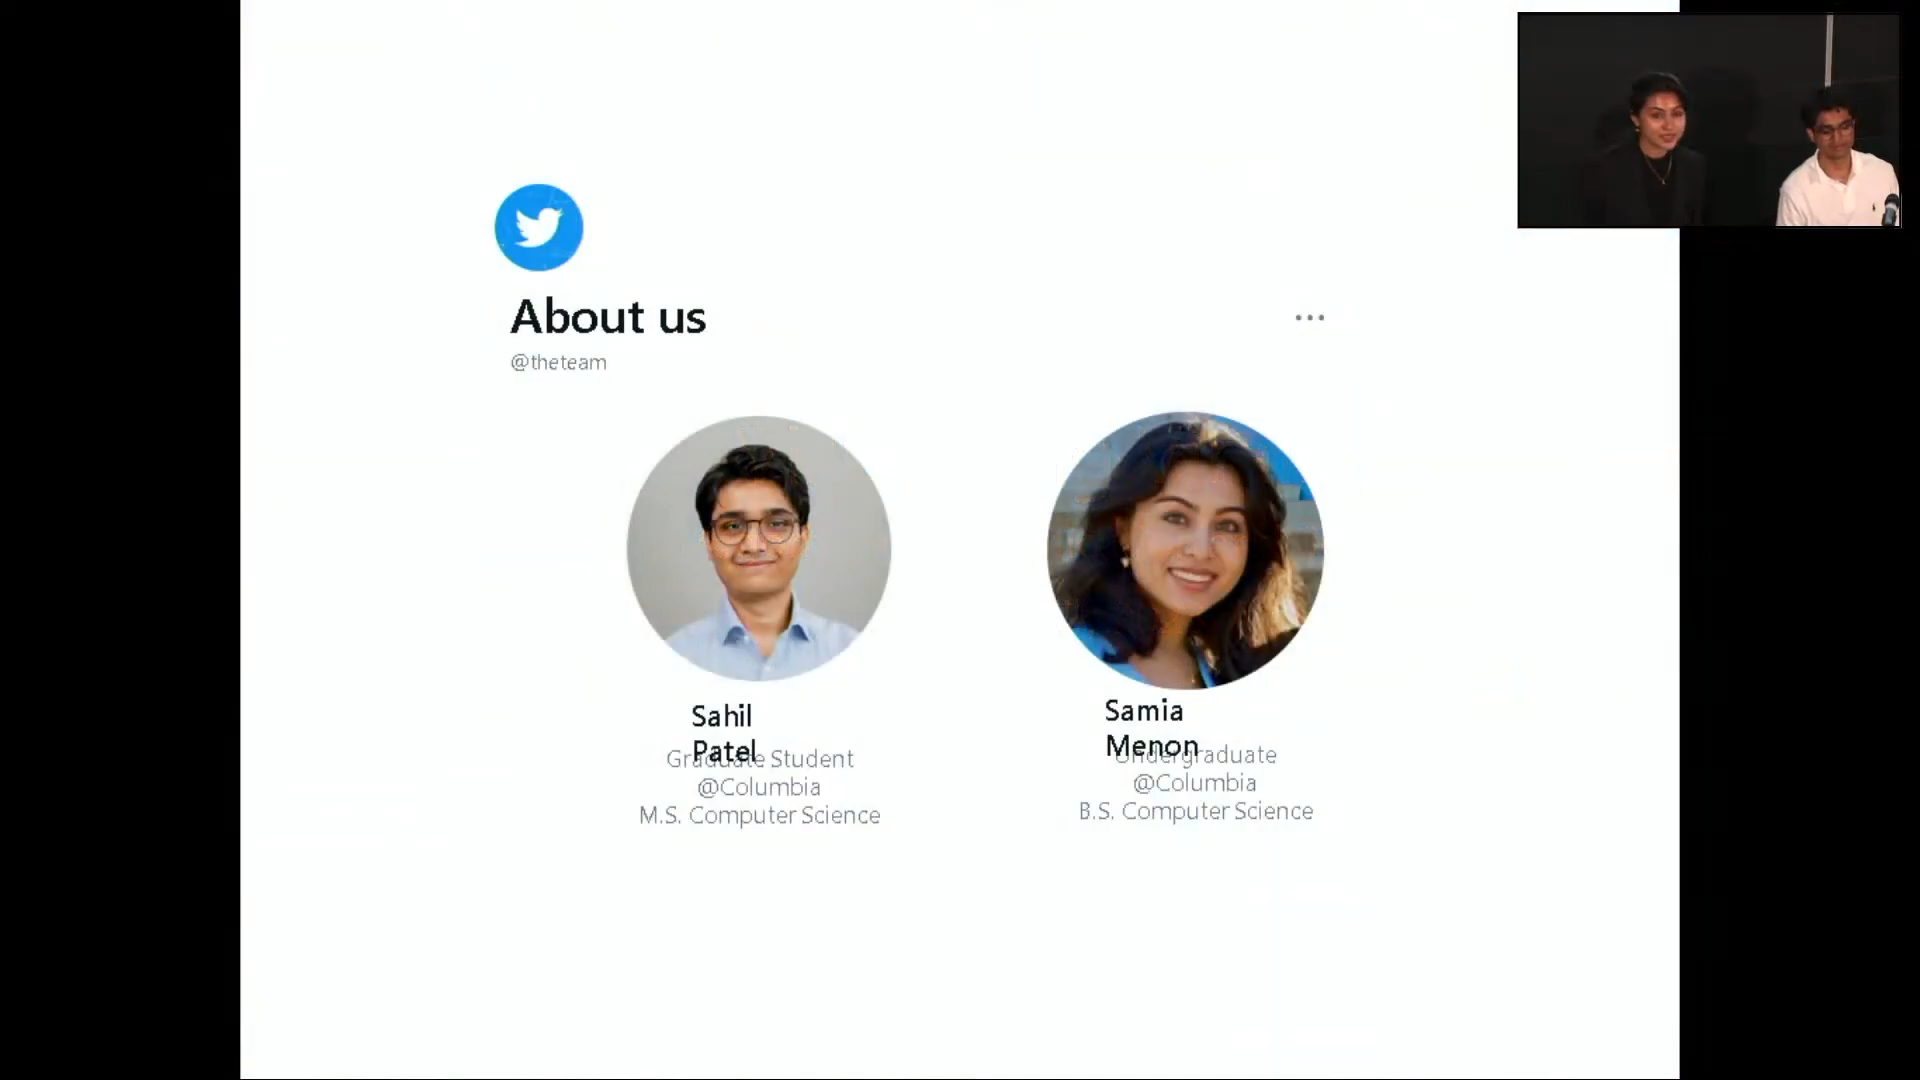 About us
...
@theteam
Sahil
Patel
Graduate Student
@Columbia
M.S. Computer Science
Samia
Menon
Undergraduate
@Columbia
B.S. Computer Science